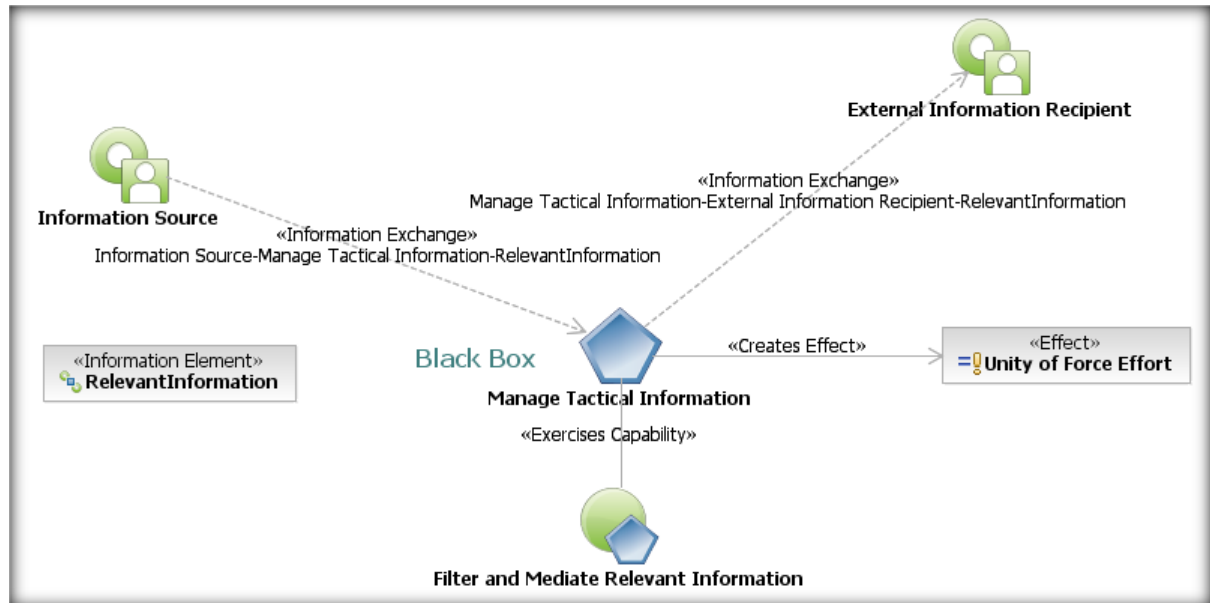 External Information Recipient
«Information Exchange»
Manage Tactical Information-External Information Recipient-RelevantInformation
Information Source
«Information Exchange»
Information Source-Manage Tactical Information-RelevantInformation
«Information Element»
RelevantInformation
Black Box
Manage Tactical Information
«Creates Effect»
«Effect»
Unity of Force Effort
«Exercises Capability»
Filter and Mediate Relevant Information